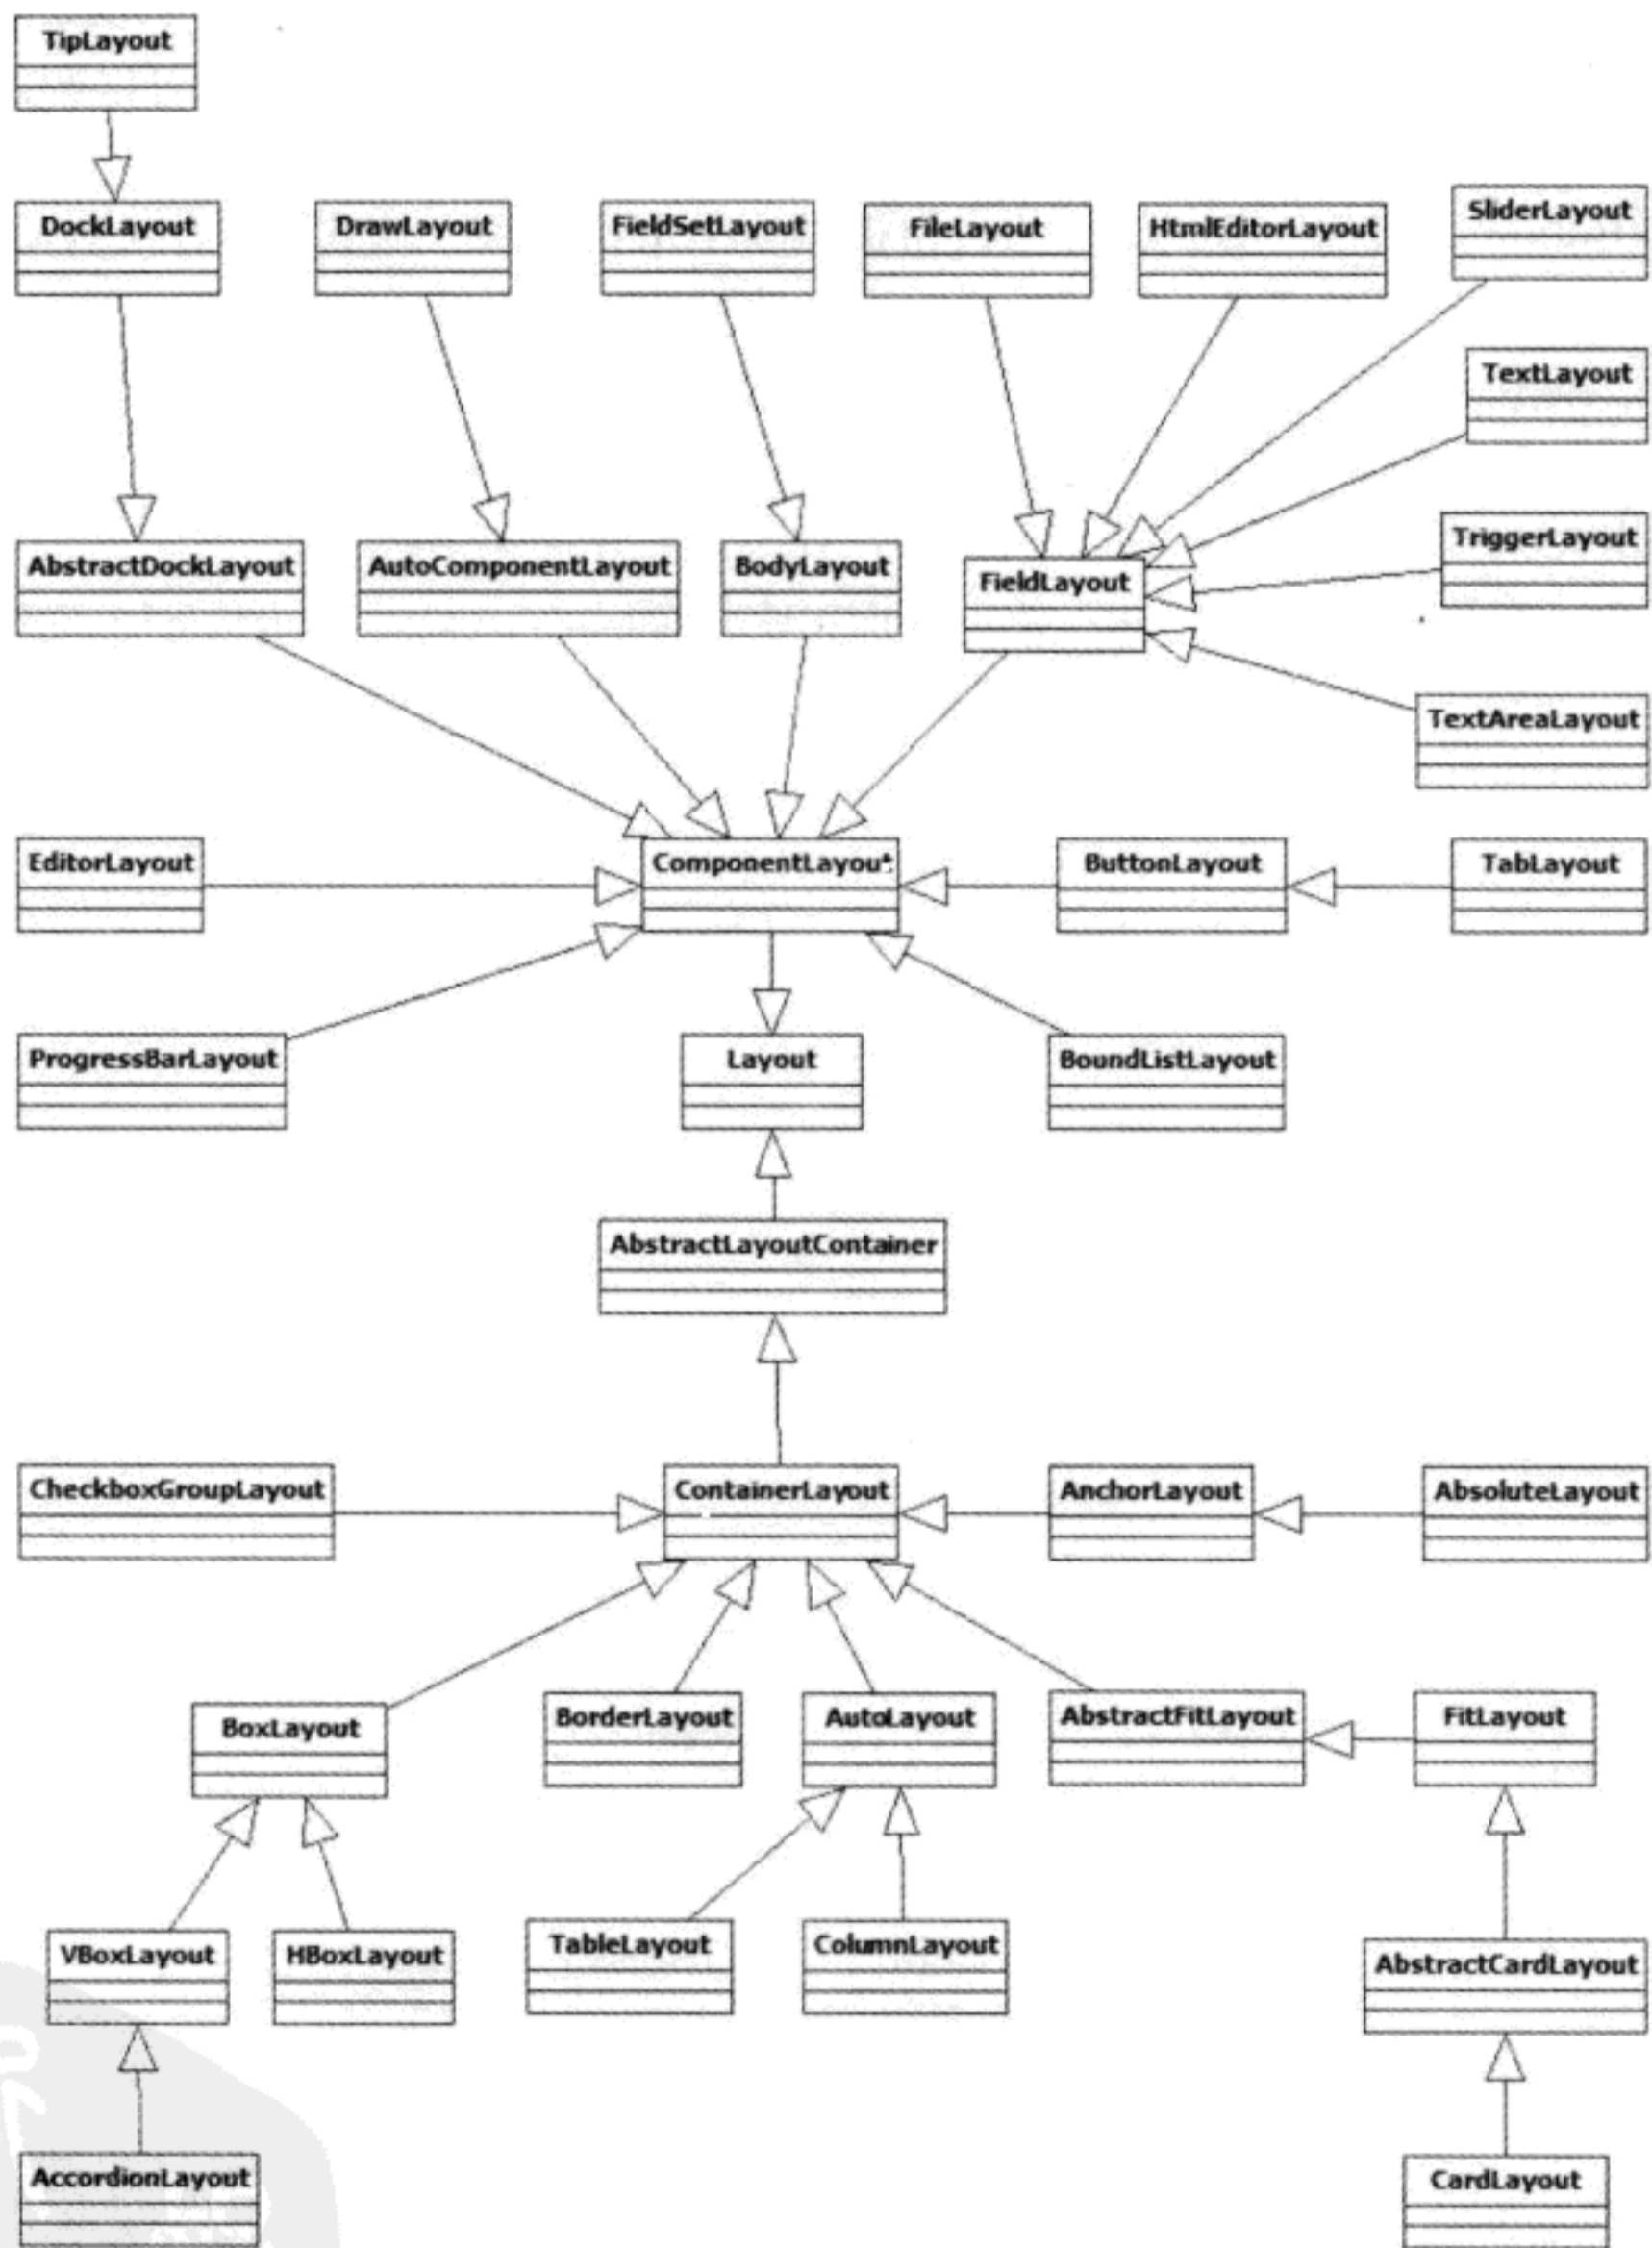 TipLayout
DockLayout
DrawLayout
FieldSetLayout
FileLayout
HtmlEditorLayout
SliderLayout
TextLayout
TriggerLayout
AbstractDockLayout
AutoComponentLayout
BodyLayout
FieldLayout
TextAreaLayout
EditorLayout
ComponentLayout
ButtonLayout
TabLayout
ProgressBarLayout
Layout
BoundListLayout
AbstractLayoutContainer
CheckboxGroupLayout
ContainerLayout
AnchorLayout
AbsoluteLayout
BoxLayout
BorderLayout
AutoLayout
AbstractFitLayout
FitLayout
VBoxLayout
HBoxLayout
TableLayout
ColumnLayout
AbstractCardLayout
AccordionLayout
CardLayout